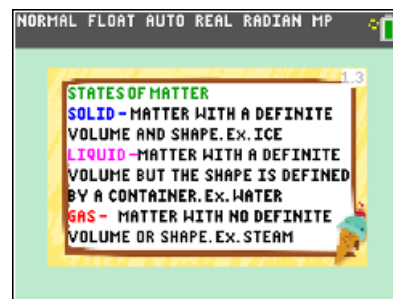 NORMAL FLOAT AUTO REAL RADIAN MP
1.3
STATES OF MATTER
SOLID - MATTER WITH A DEFINITE
VOLUME AND SHAPE. Ex. ICE
LIQUID - MATTER WITH A DEFINITE
VOLUME BUT THE SHAPE IS DEFINED
BY A CONTAINER. Ex. WATER
GAS - MATTER WITH NO DEFINITE
VOLUME OR SHAPE. Ex. STEAM